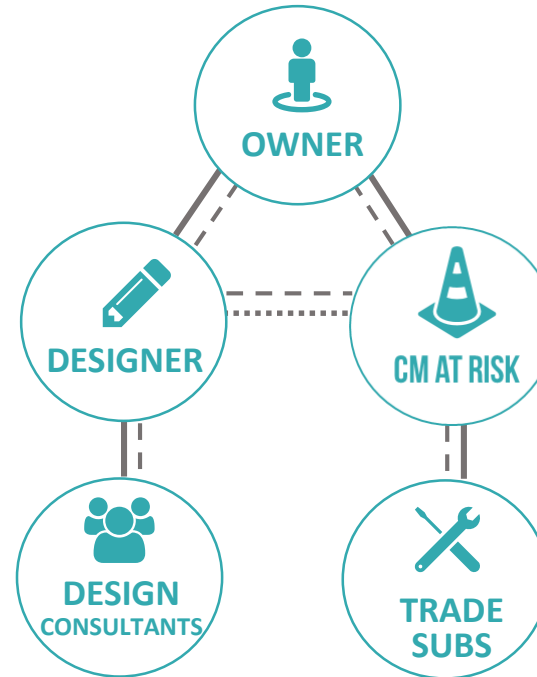 OWNER
DESIGNER
CM AT RISK
DESIGN
CONSULTANTS
TRADE
SUBS